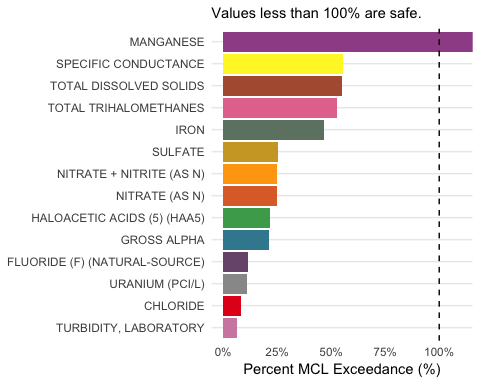 Values less than 100% are safe.
MANGANESE
SPECIFIC CONDUCTANCE
TOTAL DISSOLVED SOLIDS
TOTAL TRIHALOMETHANES
IRON
SULFATE
NITRATE + NITRITE (AS N)
NITRATE (AS N)
HALOACETIC ACIDS (5) (HAA5)
GROSS ALPHA
FLUORIDE (F) (NATURAL-SOURCE)
URANIUM (PCI/L)
CHLORIDE
TURBIDITY, LABORATORY
0% 25% 50% 75% 100%
Percent MCL Exceedance (%)